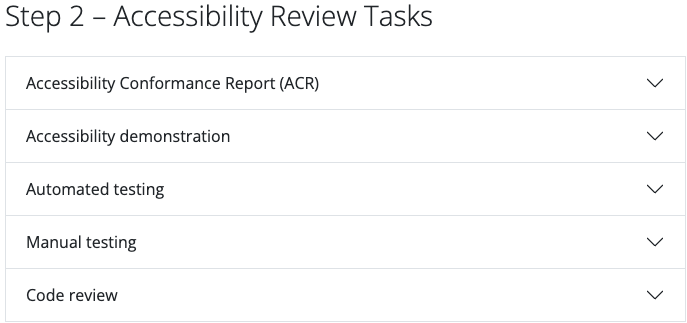 Step 2 – Accessibility Review Tasks
Accessibility Conformance Report (ACR)
Accessibility demonstration
Automated testing
Manual testing
Code review